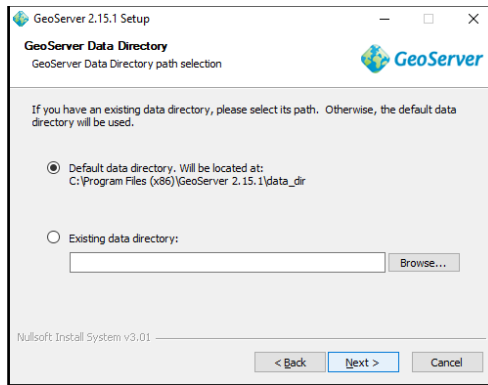 GeoServer 2.15.1 Setup
GeoServer Data Directory
GeoServer Data Directory path selection
GeoServer
If you have an existing data directory, please select its path. Otherwise, the default data
directory will be used.
Default data directory. Will be located at:
C:\Program Files (x86)\GeoServer 2.15.1\data_dir
Existing data directory:
Browse...
Nullsoft Install System v3.01
< Back Next > Cancel